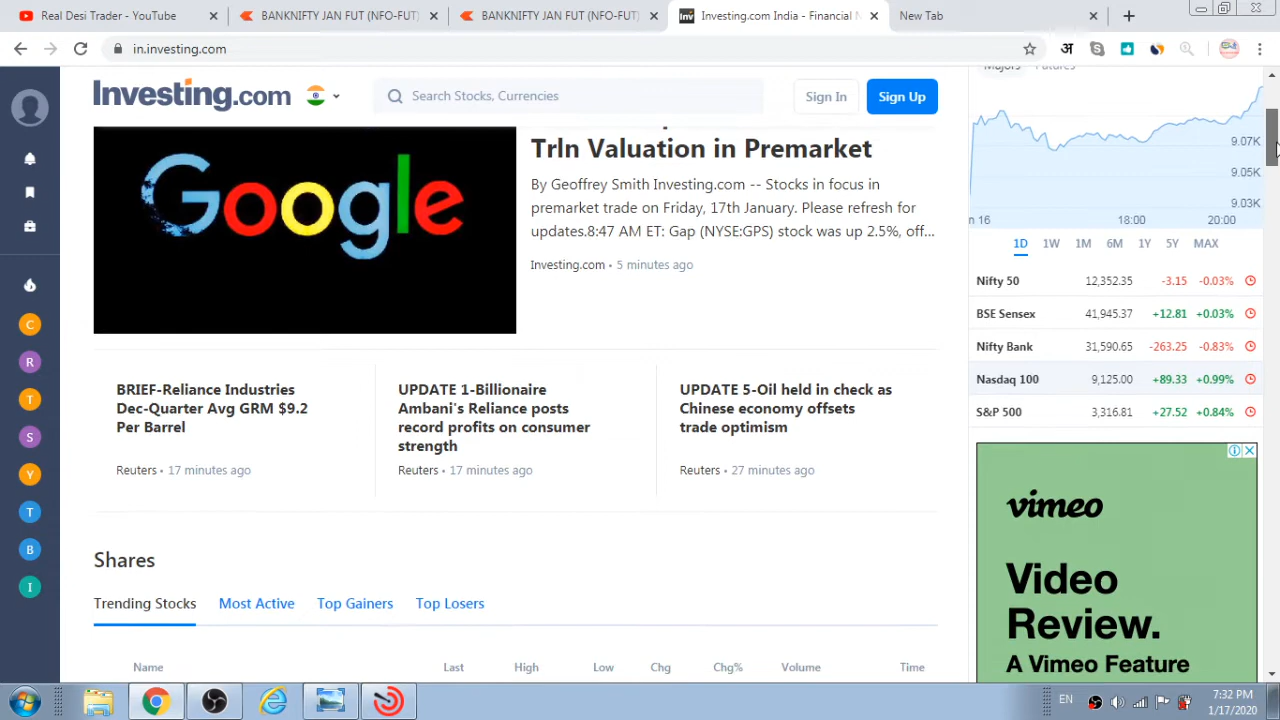 Real Desi Trader - YouTube
BANKNIFTY JAN FUT (NFO-FUT)
BANKNIFTY JAN FUT (NFO-FUT)
Investing.com India - Financial N
New Tab
in.investing.com
अ
Investing.com
Search Stocks, Currencies
Sign In
Sign Up
Majors
Futures
Google
Trln Valuation in Premarket
By Geoffrey Smith Investing.com -- Stocks in focus in
premarket trade on Friday, 17th January. Please refresh for
updates.8:47 AM ET: Gap (NYSE:GPS) stock was up 2.5%, off...
Investing.com • 5 minutes ago
9.07K
9.05K
9.03K
n 16 18:00 20:00
1D 1W 1M 6M 1Y 5Y MAX
Nifty 50 12,352.35 -3.15 -0.03%
BSE Sensex 41,945.37 +12.81 +0.03%
Nifty Bank 31,590.65 -263.25 -0.83%
Nasdaq 100 9,125.00 +89.33 +0.99%
S&P 500 3,316.81 +27.52 +0.84%
BRIEF-Reliance Industries
Dec-Quarter Avg GRM $9.2
Per Barrel
Reuters • 17 minutes ago
UPDATE 1-Billionaire
Ambani's Reliance posts
record profits on consumer
strength
Reuters • 17 minutes ago
UPDATE 5-Oil held in check as
Chinese economy offsets
trade optimism
Reuters • 27 minutes ago
vimeo
Video
Review.
A Vimeo Feature
C
R
T
S
Y
T
B
I
Shares
Trending Stocks Most Active Top Gainers Top Losers
Name Last High Low Chg Chg% Volume Time
EN
7:32 PM
1/17/2020